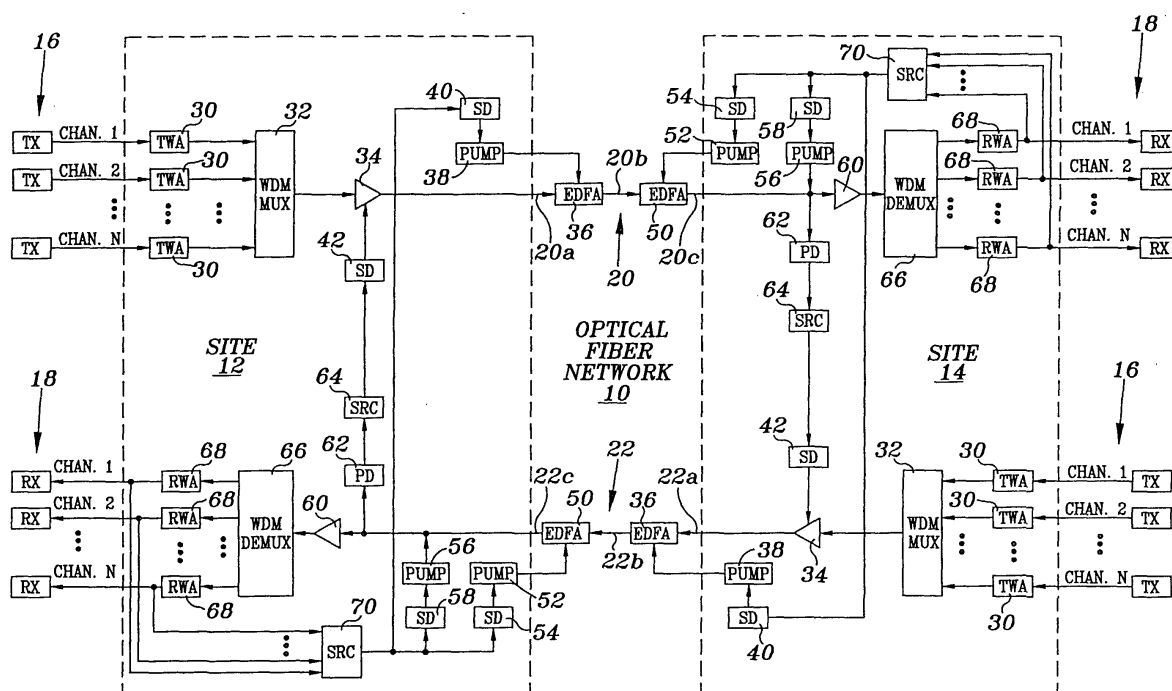 16
18
70
SRC
40
SD
54
SD
58
SD
30
32
34
PUMP
38
52
PUMP
56
PUMP
20b
60
68
TX
CHAN. 1
TWA
WDM
MUX
RWA
CHAN. 1
RX
TX
CHAN. 2
30
TWA
EDFA
36
EDFA
50
WDM
DEMUX
68
RWA
CHAN. 2
RX
TX
CHAN. N
TWA
30
20a
20
20c
62
PD
66
RWA
68
CHAN. N
RX
42
SD
64
SRC
SITE
12
OPTICAL
FIBER
NETWORK
10
SITE
14
64
SRC
18
66
68
62
PD
22
42
SD
32
30
16
RX
CHAN. 1
RWA
WDM
DEMUX
60
22c
50
EDFA
36
EDFA
22a
WDM
MUX
TWA
CHAN. 1
TX
RX
CHAN. 2
68
RWA
22b
34
30
TWA
CHAN. 2
TX
RX
CHAN. N
RWA
68
56
PUMP
PUMP
52
38
PUMP
TWA
30
CHAN. N
TX
70
SRC
SD
58
SD
54
SD
40